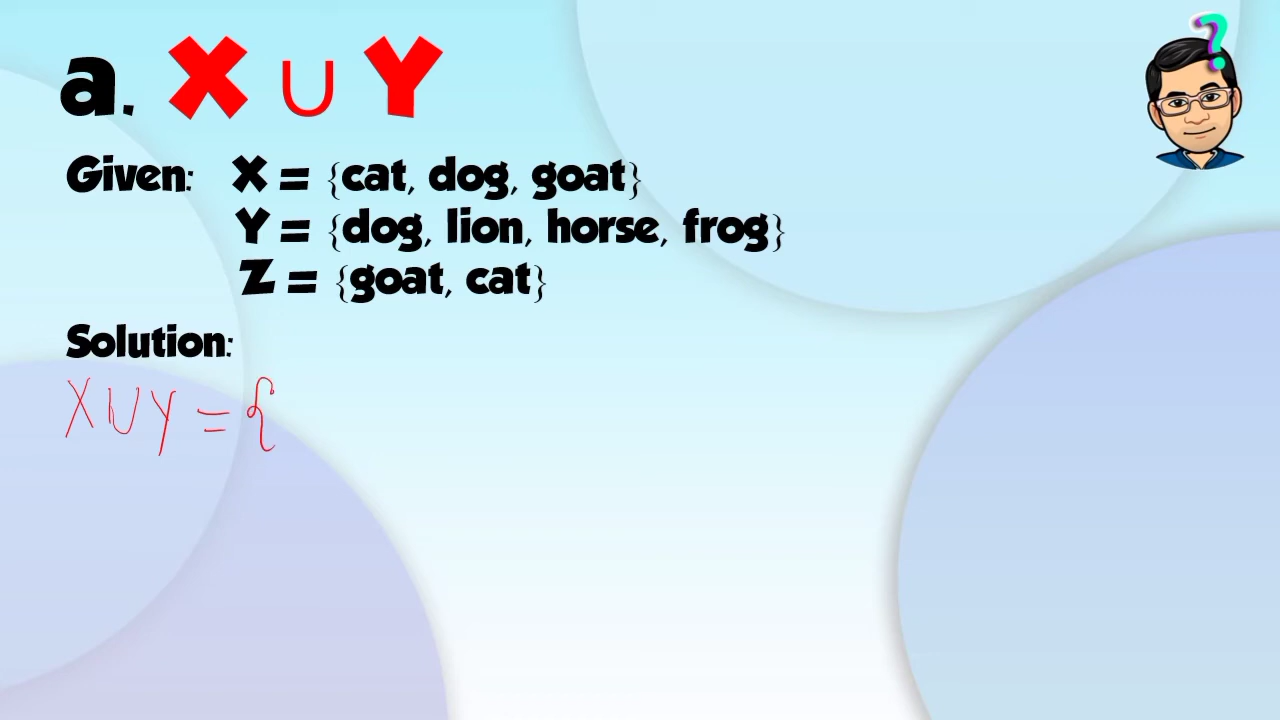 a. X ∪ Y
Given: X = {cat, dog, goat}
Y = {dog, lion, horse, frog}
Z = {goat, cat}
Solution:
X ∪ Y = {
?